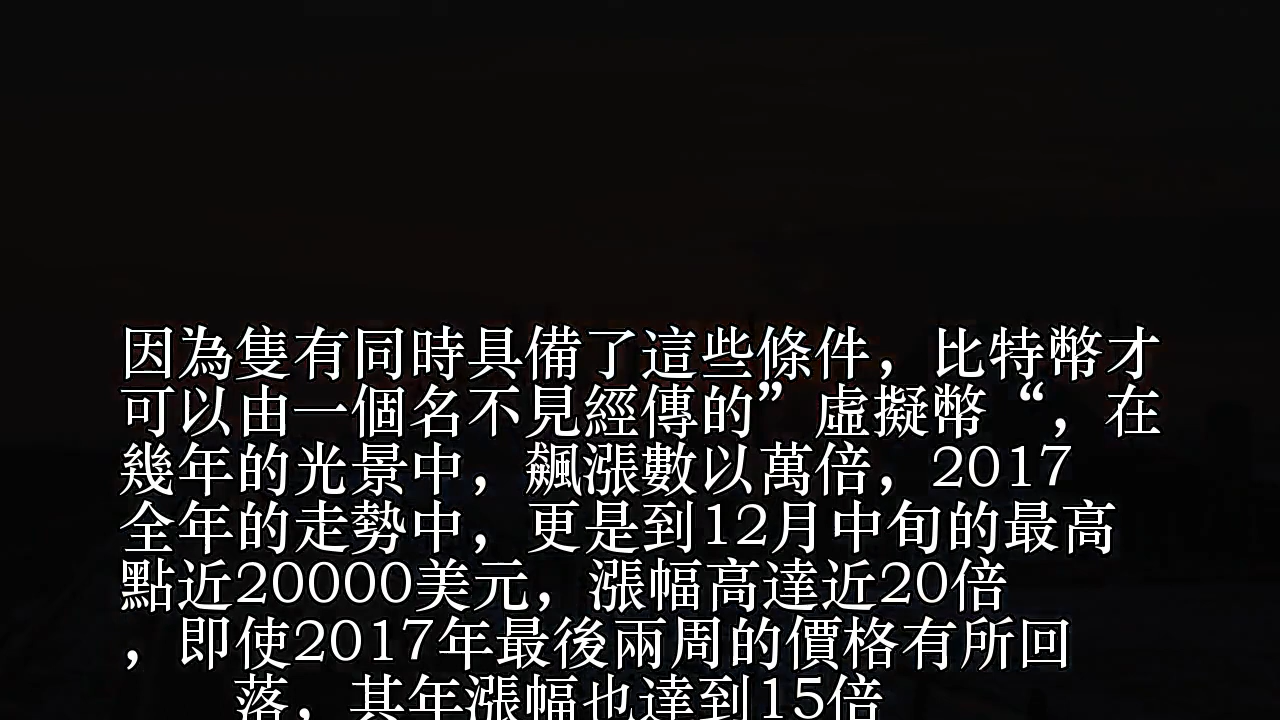 因為隻有同時具備了這些條件，比特幣才
可以由一個名不見經傳的”虛擬幣“，在
幾年的光景中，飆漲數以萬倍，2017
全年的走勢中，更是到12月中旬的最高
點近20000美元，漲幅高達近20倍
，即使2017年最後兩周的價格有所回
落，其年漲幅也達到15倍